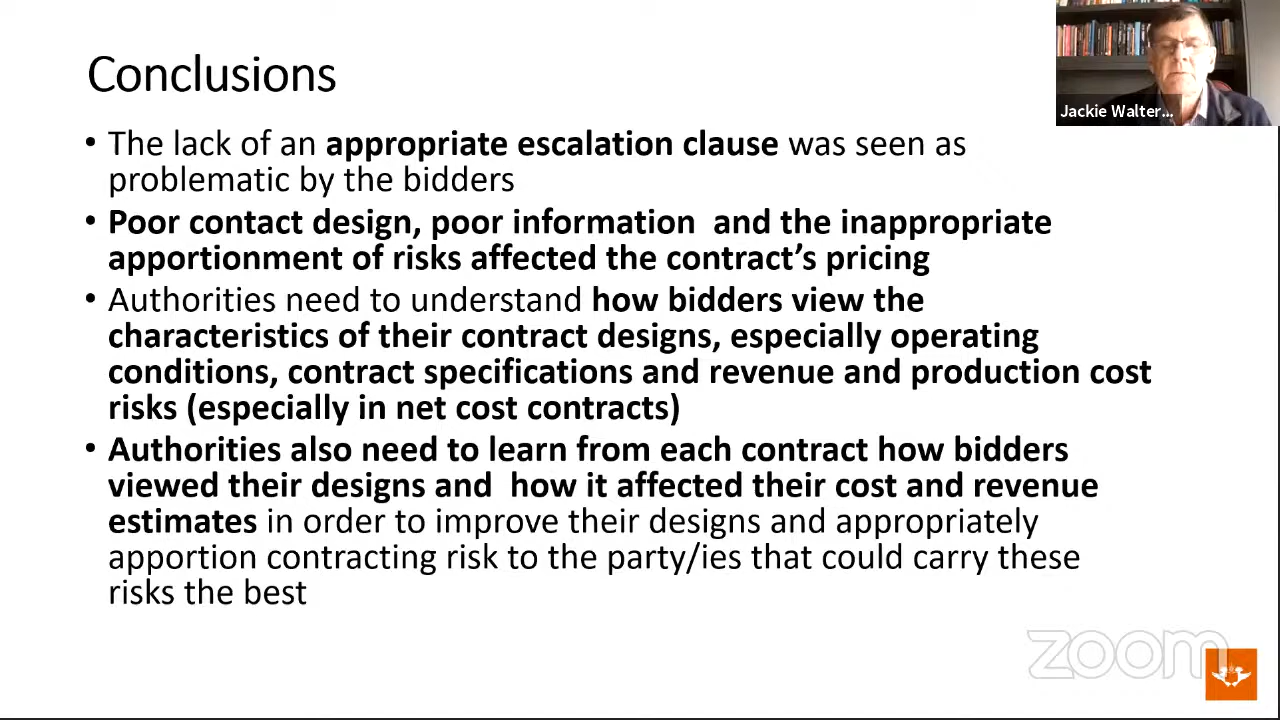 Conclusions
Jackie Walter...
• The lack of an appropriate escalation clause was seen as
problematic by the bidders
• Poor contact design, poor information and the inappropriate
apportionment of risks affected the contract’s pricing
• Authorities need to understand how bidders view the
characteristics of their contract designs, especially operating
conditions, contract specifications and revenue and production cost
risks (especially in net cost contracts)
• Authorities also need to learn from each contract how bidders
viewed their designs and how it affected their cost and revenue
estimates in order to improve their designs and appropriately
apportion contracting risk to the party/ies that could carry these
risks the best
zoom